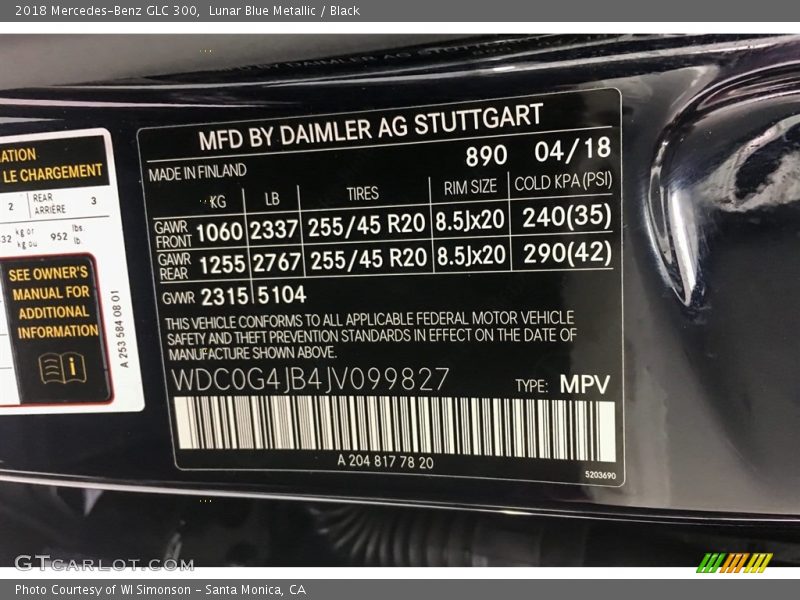 2018 Mercedes-Benz GLC 300, Lunar Blue Metallic / Black
MFD BY DAIMLER AG STUTTGART
MADE IN FINLAND 890 04/18
KG LB TIRES RIM SIZE COLD KPA (PSI)
GAWR FRONT 1060 2337 255/45 R20 8.5Jx20 240(35)
GAWR REAR 1255 2767 255/45 R20 8.5Jx20 290(42)
GVWR 2315 5104
THIS VEHICLE CONFORMS TO ALL APPLICABLE FEDERAL MOTOR VEHICLE
SAFETY AND THEFT PREVENTION STANDARDS IN EFFECT ON THE DATE OF
MANUFACTURE SHOWN ABOVE.
WDC0G4JB4JV099827 TYPE: MPV
A 204 817 78 20
5203690
LE CHARGEMENT
2 REAR 3
ARRIÈRE
kg or 952 lbs.
kg ou lb.
SEE OWNER'S
MANUAL FOR
ADDITIONAL
INFORMATION
A 253 584 08 01
GTCARLOT.COM
Photo Courtesy of WI Simonson - Santa Monica, CA